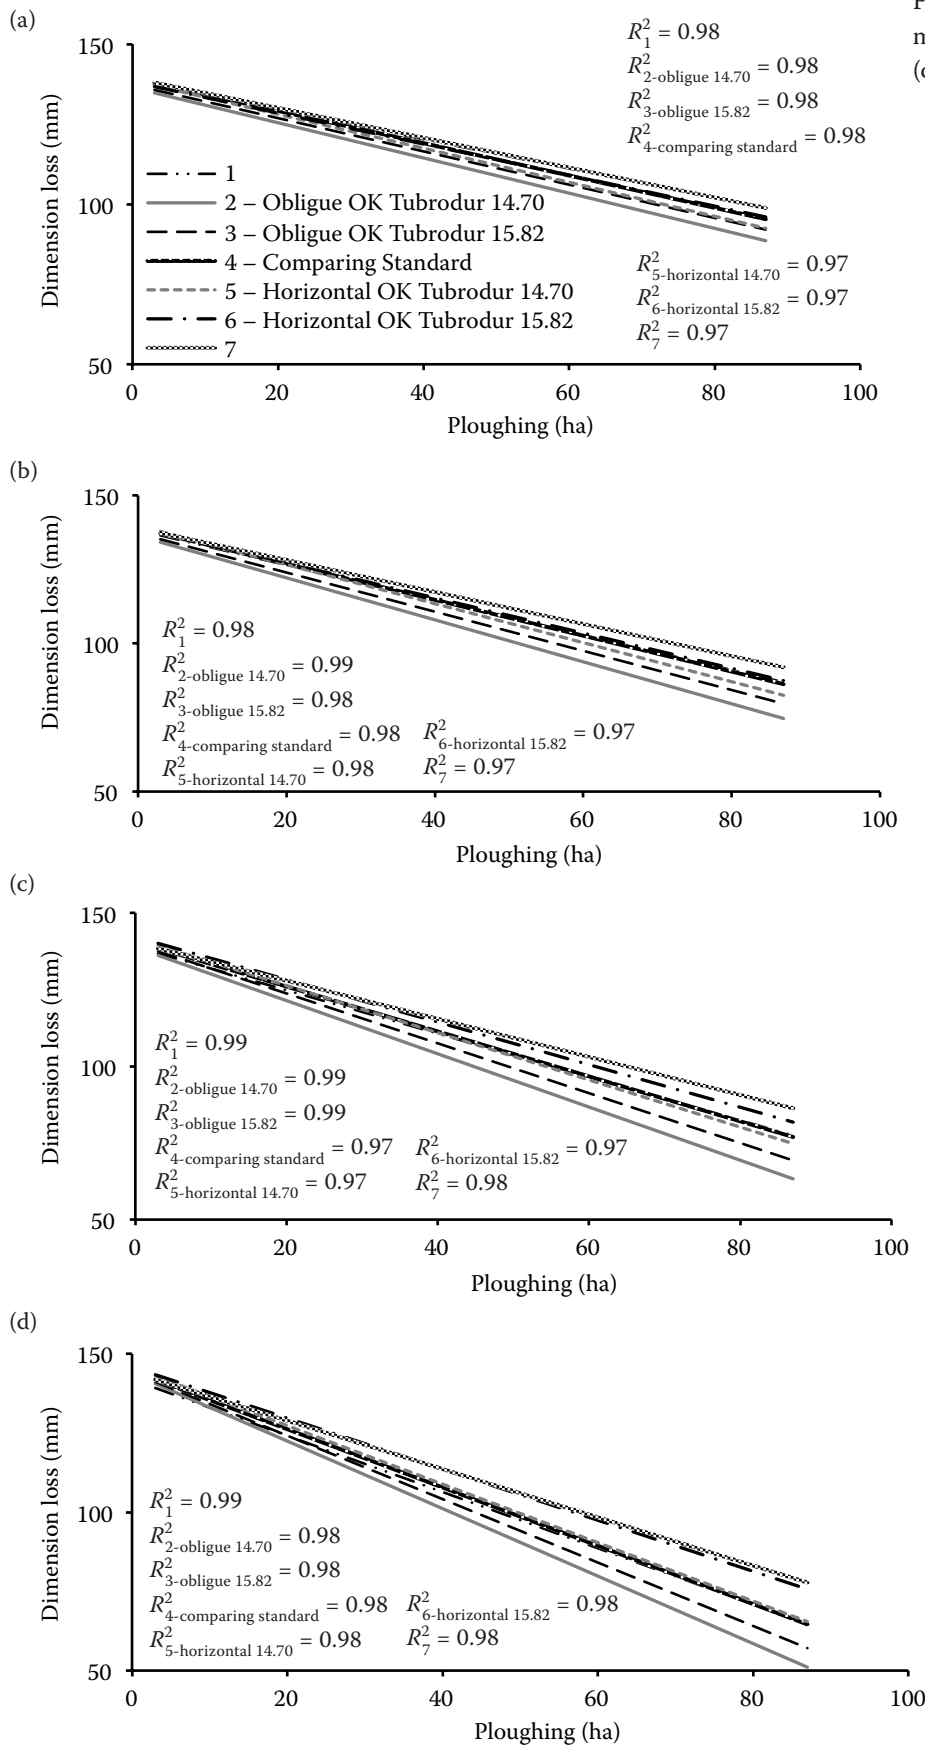 (a)
F
m
(c
Dimension loss (mm)
150
100
50
R²₁ = 0.98
R²₂₋obligue 14.70 = 0.98
R²₃₋obligue 15.82 = 0.98
R²₄₋comparing standard = 0.98
1
2 – Obligue OK Tubrodur 14.70
3 – Obligue OK Tubrodur 15.82
4 – Comparing Standard
5 – Horizontal OK Tubrodur 14.70
6 – Horizontal OK Tubrodur 15.82
7
R²₅₋horizontal 14.70 = 0.97
R²₆₋horizontal 15.82 = 0.97
R²₇ = 0.97
0 20 40 60 80 100
Ploughing (ha)
(b)
Dimension loss (mm)
150
100
50
R²₁ = 0.98
R²₂₋obligue 14.70 = 0.99
R²₃₋obligue 15.82 = 0.98
R²₄₋comparing standard = 0.98
R²₅₋horizontal 14.70 = 0.98
R²₆₋horizontal 15.82 = 0.97
R²₇ = 0.97
0 20 40 60 80 100
Ploughing (ha)
(c)
Dimension loss (mm)
150
100
50
R²₁ = 0.99
R²₂₋obligue 14.70 = 0.99
R²₃₋obligue 15.82 = 0.99
R²₄₋comparing standard = 0.97
R²₅₋horizontal 14.70 = 0.97
R²₆₋horizontal 15.82 = 0.97
R²₇ = 0.98
0 20 40 60 80 100
Ploughing (ha)
(d)
Dimension loss (mm)
150
100
50
R²₁ = 0.99
R²₂₋obligue 14.70 = 0.98
R²₃₋obligue 15.82 = 0.98
R²₄₋comparing standard = 0.98
R²₅₋horizontal 14.70 = 0.98
R²₆₋horizontal 15.82 = 0.98
R²₇ = 0.98
0 20 40 60 80 100
Ploughing (ha)